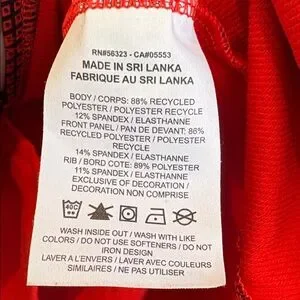 RN#56323 - CA#05553
MADE IN SRI LANKA
FABRIQUE AU SRI LANKA
BODY / CORPS: 88% RECYCLED
POLYESTER / POLYESTER RECYCLE
12% SPANDEX / ELASTHANNE
FRONT PANEL / PAN DE DEVANT: 86%
RECYCLED POLYESTER / POLYESTER
RECYCLE
14% SPANDEX / ELASTHANNE
RIB / BORD COTE: 89% POLYESTER
11% SPANDEX / ELASTHANNE
EXCLUSIVE OF DECORATION /
DECORATION NON COMPRISE
40C
WASH INSIDE OUT / WASH WITH LIKE
COLORS / DO NOT USE SOFTENERS / DO NOT
IRON DESIGN
LAVER A L'ENVERS / LAVER AVEC COULEURS
SIMILAIRES / NE PAS UTILISER